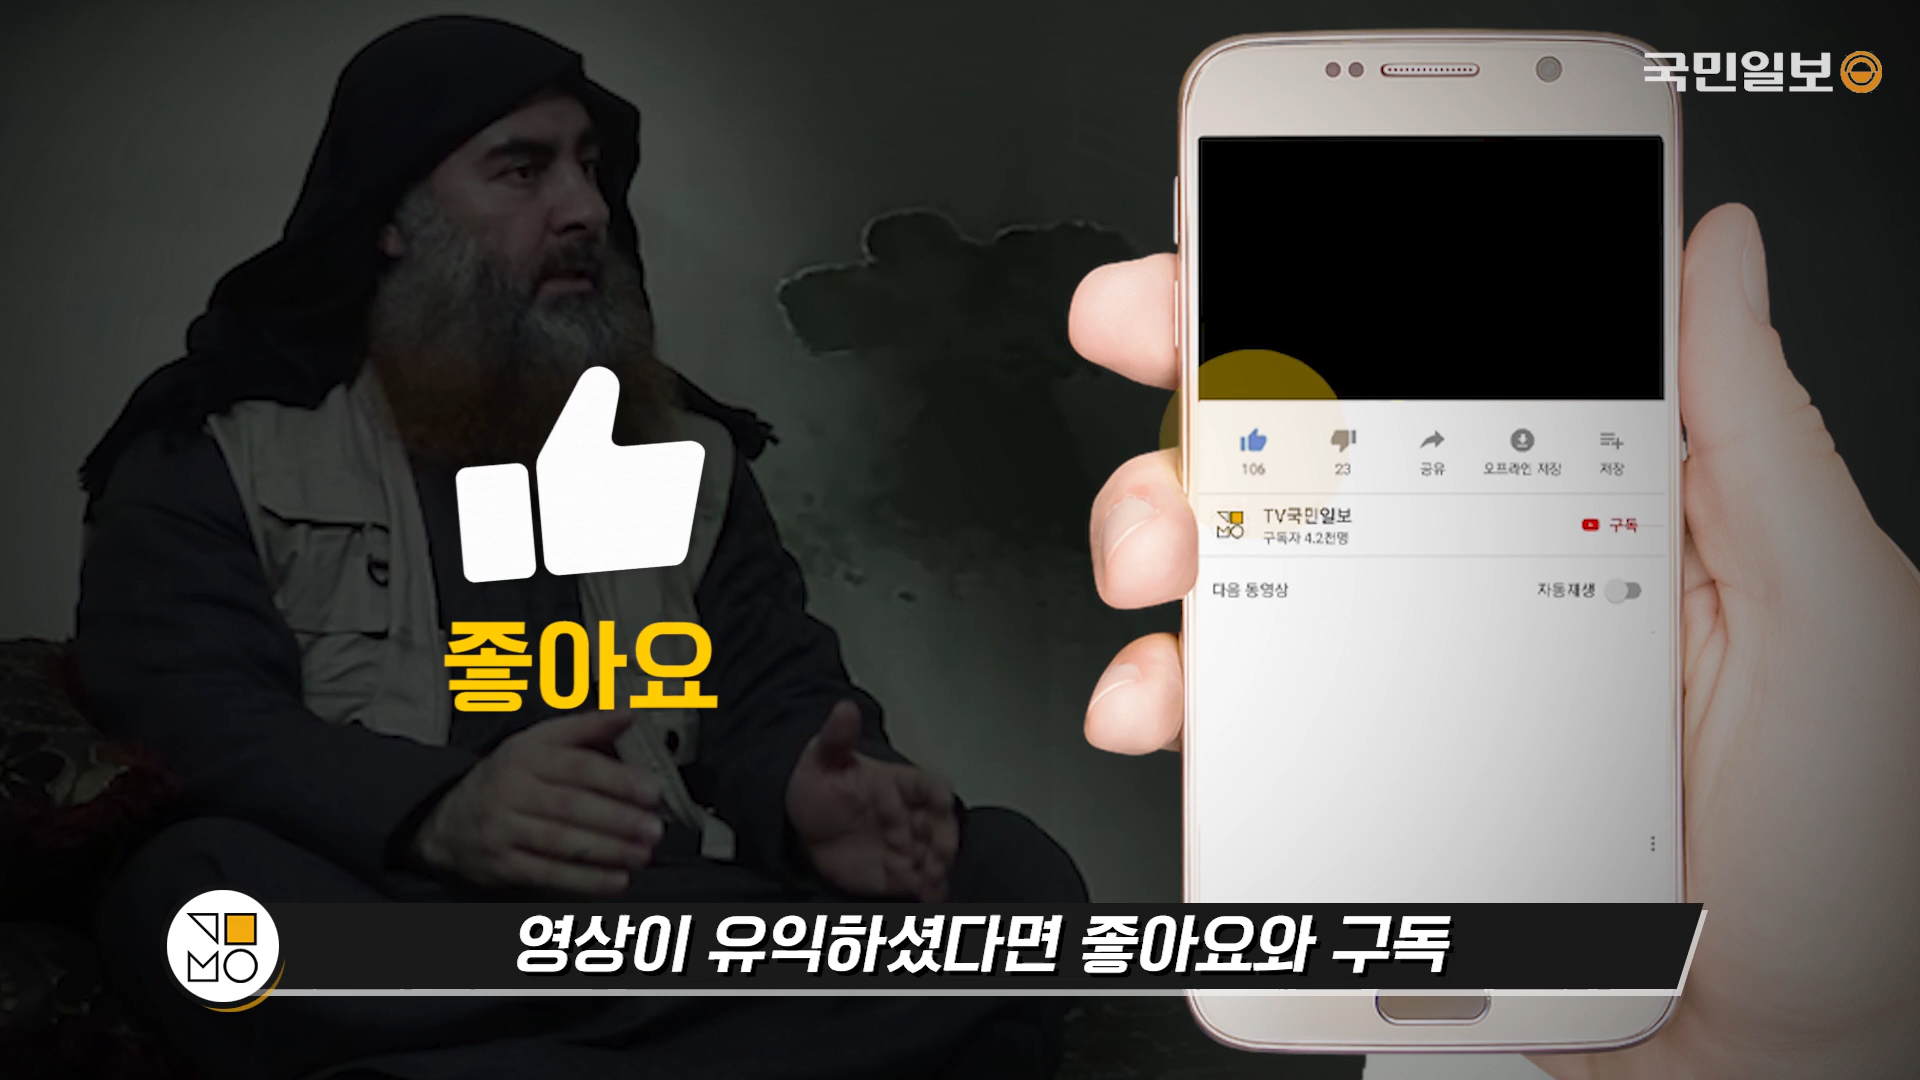 국민일보
106
23
공유
오프라인 저장
저장
TV국민일보
구독자 4.2천명
구독
다음 동영상
자동재생
좋아요
영상이 유익하셨다면 좋아요와 구독